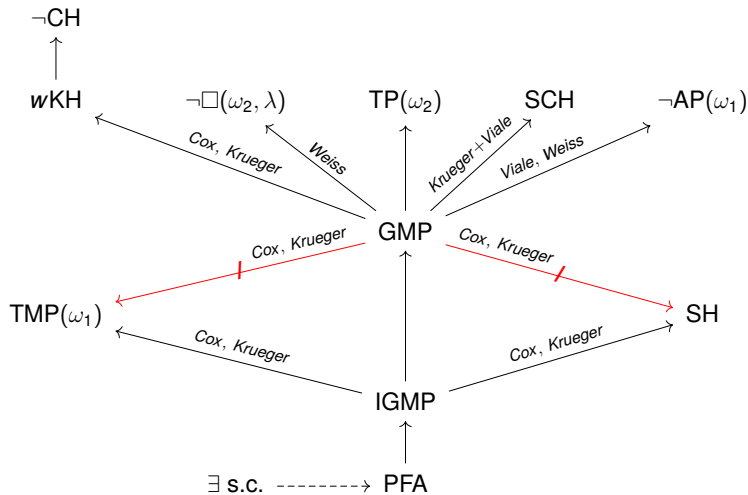 ¬CH
wKH
¬□(ω₂, λ)
TP(ω₂)
SCH
¬AP(ω₁)
Cox, Krueger
Weiss
Krueger+Viale
Viale, Weiss
GMP
Cox, Krueger
Cox, Krueger
TMP(ω₁)
SH
Cox, Krueger
Cox, Krueger
IGMP
∃ s.c.
PFA